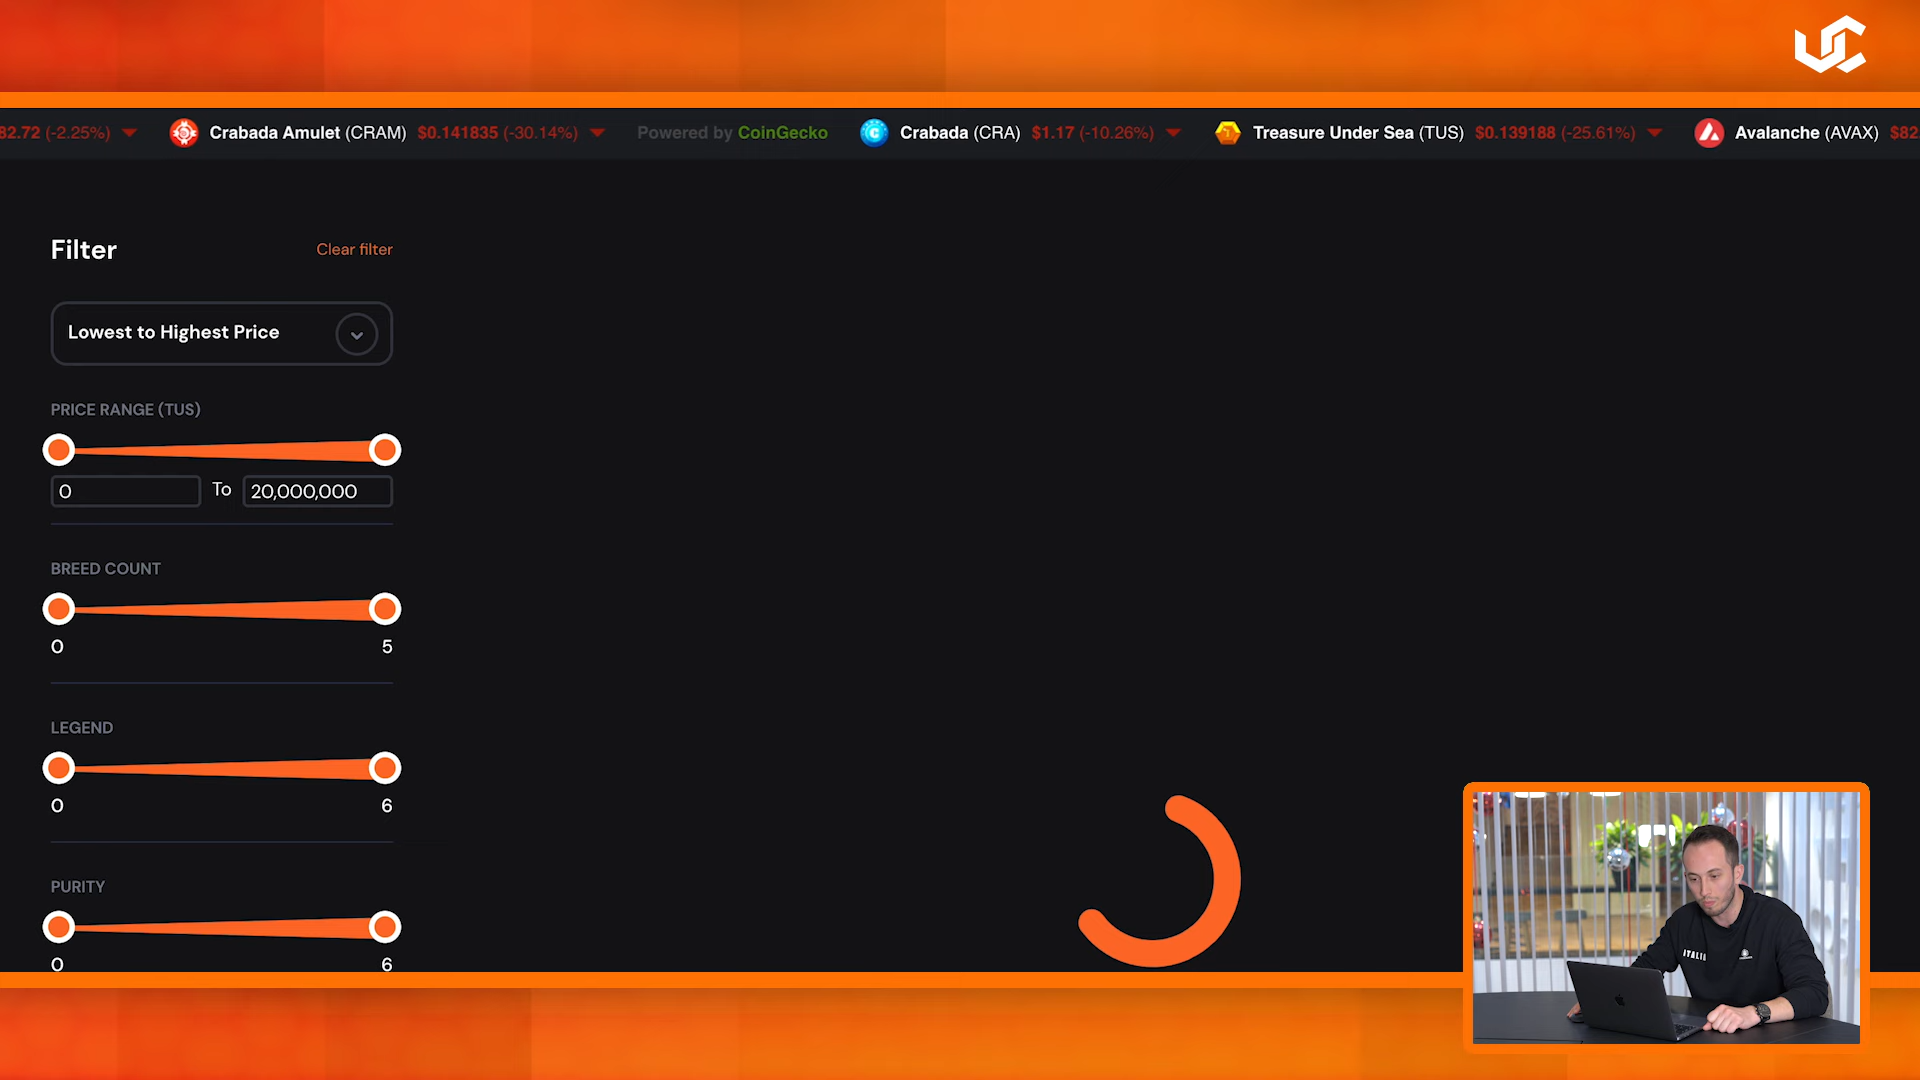 82.72 (-2.25%) Crabada Amulet (CRAM) $0.141835 (-30.14%) Powered by CoinGecko Crabada (CRA) $1.17 (-10.26%) Treasure Under Sea (TUS) $0.139188 (-25.61%) Avalanche (AVAX) $82.
Filter Clear filter
Lowest to Highest Price
PRICE RANGE (TUS)
0 To 20,000,000
BREED COUNT
0 5
LEGEND
0 6
PURITY
0 6
ITALIA